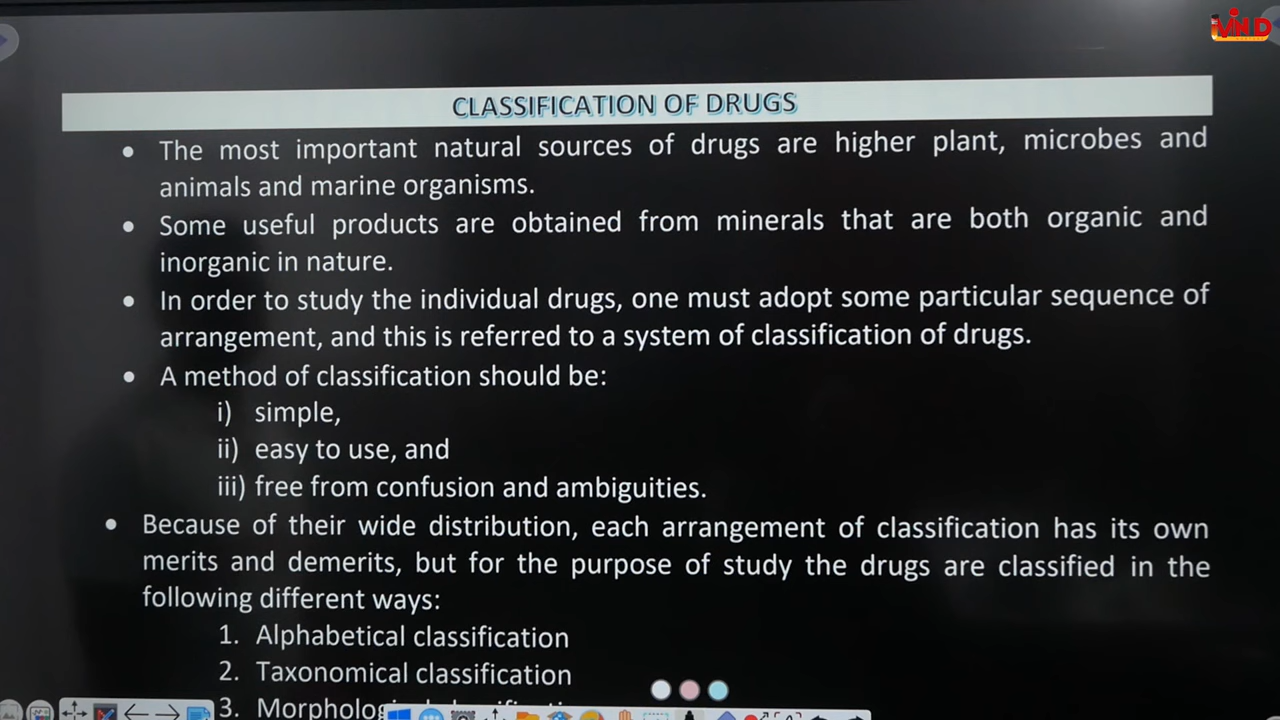 CLASSIFICATION OF DRUGS
• The most important natural sources of drugs are higher plant, microbes and
animals and marine organisms.
• Some useful products are obtained from minerals that are both organic and
inorganic in nature.
• In order to study the individual drugs, one must adopt some particular sequence of
arrangement, and this is referred to a system of classification of drugs.
• A method of classification should be:
i) simple,
ii) easy to use, and
iii) free from confusion and ambiguities.
• Because of their wide distribution, each arrangement of classification has its own
merits and demerits, but for the purpose of study the drugs are classified in the
following different ways:
1. Alphabetical classification
2. Taxonomical classification
3.